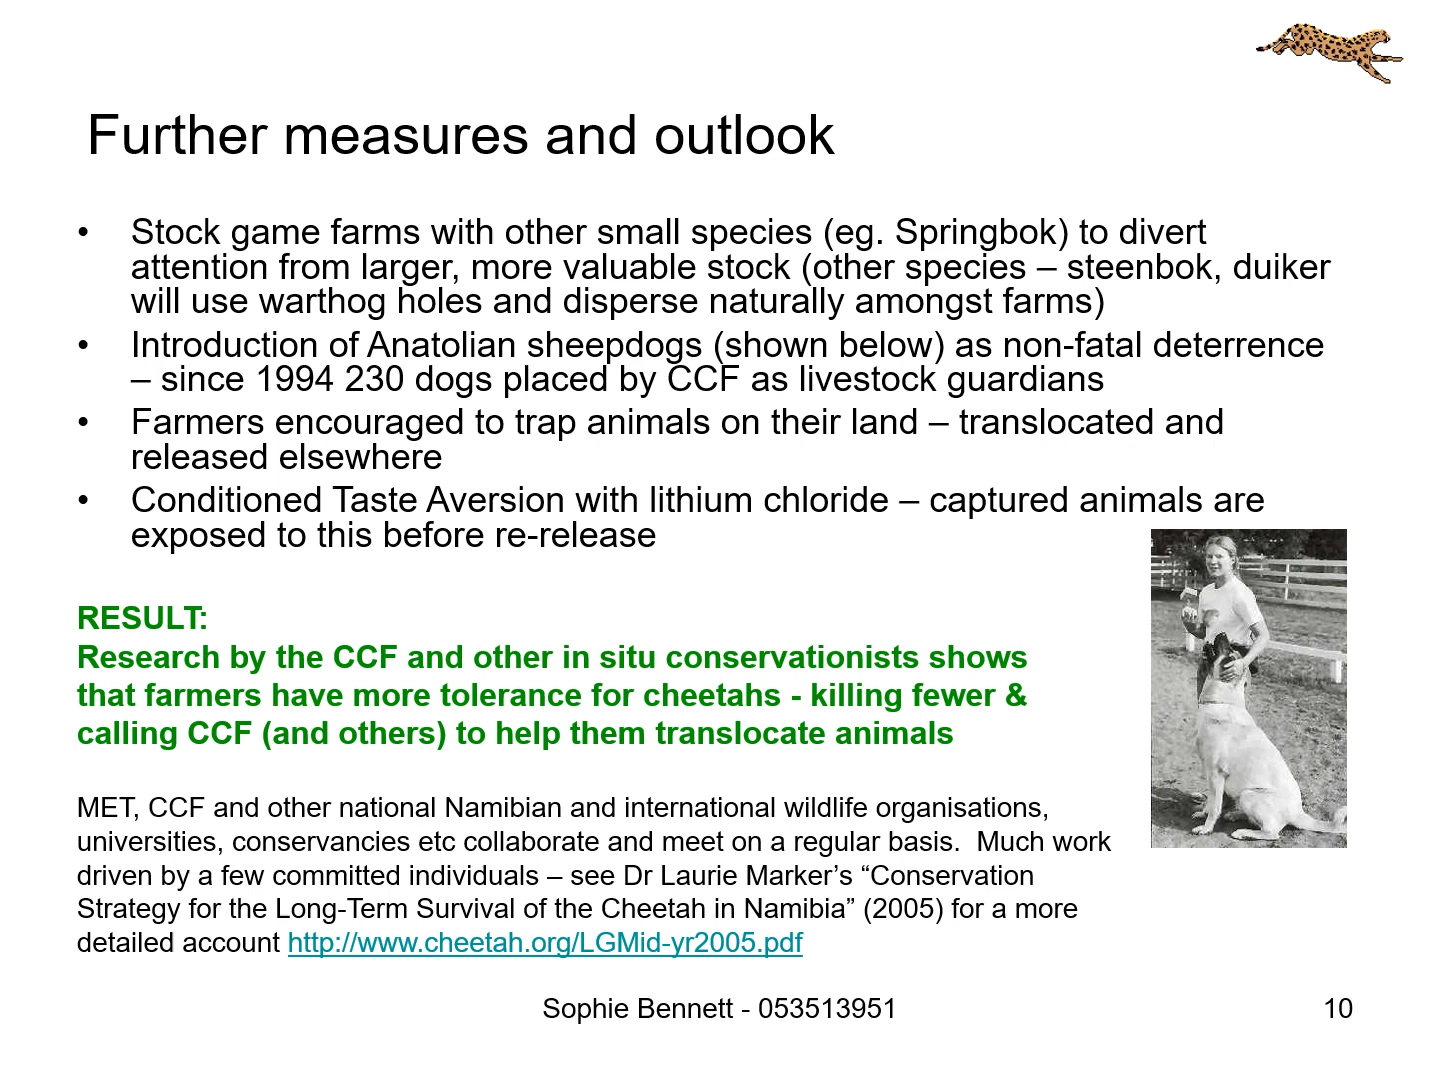 Further measures and outlook
• Stock game farms with other small species (eg. Springbok) to divert
attention from larger, more valuable stock (other species – steenbok, duiker
will use warthog holes and disperse naturally amongst farms)
• Introduction of Anatolian sheepdogs (shown below) as non-fatal deterrence
– since 1994 230 dogs placed by CCF as livestock guardians
• Farmers encouraged to trap animals on their land – translocated and
released elsewhere
• Conditioned Taste Aversion with lithium chloride – captured animals are
exposed to this before re-release
RESULT:
Research by the CCF and other in situ conservationists shows
that farmers have more tolerance for cheetahs - killing fewer &
calling CCF (and others) to help them translocate animals
MET, CCF and other national Namibian and international wildlife organisations,
universities, conservancies etc collaborate and meet on a regular basis.  Much work
driven by a few committed individuals – see Dr Laurie Marker’s “Conservation
Strategy for the Long-Term Survival of the Cheetah in Namibia” (2005) for a more
detailed account http://www.cheetah.org/LGMid-yr2005.pdf
Sophie Bennett - 053513951
10